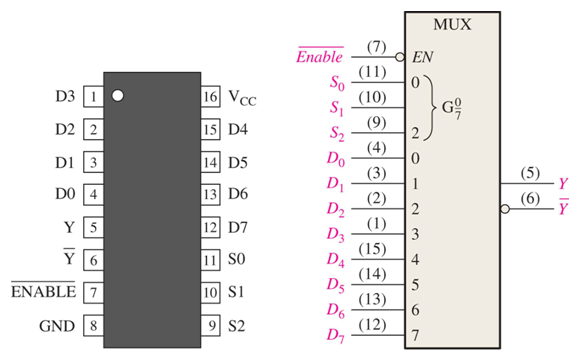 D3 1 16 VCC
D2 2 15 D4
D1 3 14 D5
D0 4 13 D6
Y 5 12 D7
Y̅ 6 11 S0
E̅N̅A̅B̅L̅E̅ 7 10 S1
GND 8 9 S2
MUX
E̅n̅a̅b̅l̅e̅ (7) EN
S0 (11) 0
S1 (10)
S2 (9) 2
G0/7
D0 (4) 0
D1 (3) 1
D2 (2) 2
D3 (1) 3
D4 (15) 4
D5 (14) 5
D6 (13) 6
D7 (12) 7
(5) Y
(6) Y̅